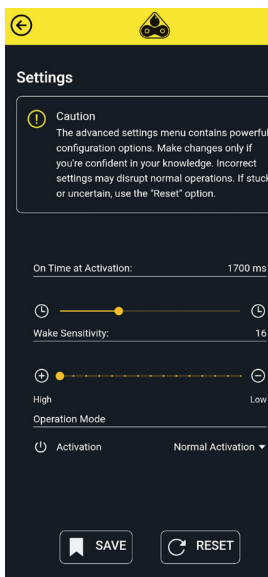 Settings
Caution
The advanced settings menu contains powerful
configuration options. Make changes only if
you're confident in your knowledge. Incorrect
settings may disrupt normal operations. If stuck
or uncertain, use the "Reset" option.
On Time at Activation: 1700 ms
Wake Sensitivity: 16
High Low
Operation Mode
Activation Normal Activation
SAVE RESET